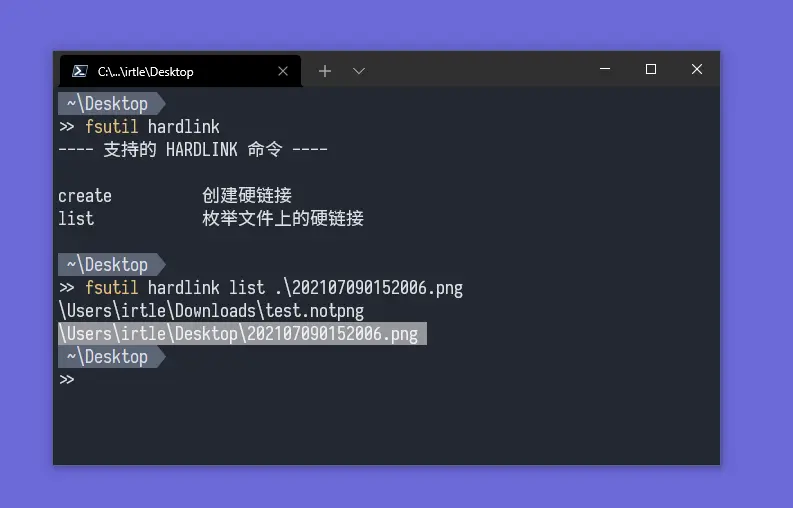 C:\...\irtle\Desktop
~\Desktop
>> fsutil hardlink
---- 支持的 HARDLINK 命令 ----
create 创建硬链接
list 枚举文件上的硬链接
~\Desktop
>> fsutil hardlink list .\202107090152006.png
\Users\irtle\Downloads\test.notpng
\Users\irtle\Desktop\202107090152006.png
~\Desktop
>>